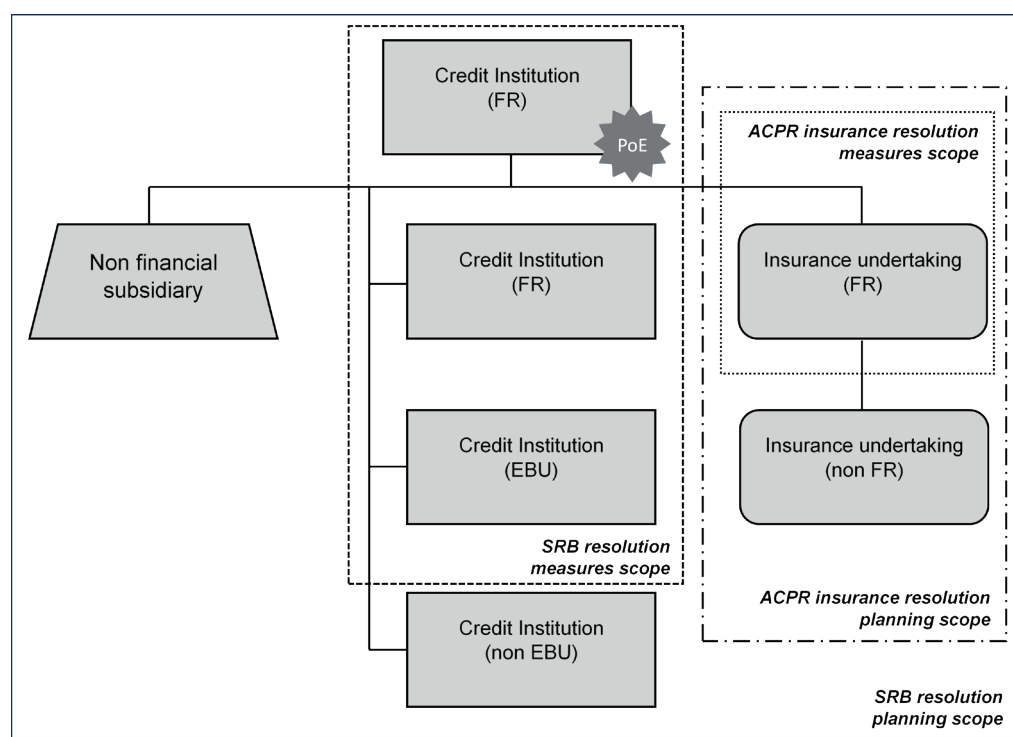 Credit Institution
(FR)
PoE
ACPR insurance resolution
measures scope
Non financial
subsidiary
Credit Institution
(FR)
Insurance undertaking
(FR)
Credit Institution
(EBU)
Insurance undertaking
(non FR)
SRB resolution
measures scope
ACPR insurance resolution
planning scope
Credit Institution
(non EBU)
SRB resolution
planning scope